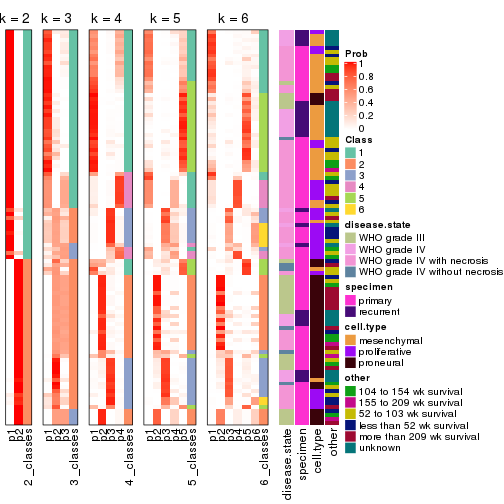 k = 2 k = 3 k = 4 k = 5 k = 6
Prob
1
0.8
0.6
0.4
0.2
0
Class
1
2
3
4
5
6
disease.state
WHO grade III
WHO grade IV
WHO grade IV with necrosis
WHO grade IV without necrosis
specimen
primary
recurrent
cell.type
mesenchymal
proliferative
proneural
other
104 to 154 wk survival
155 to 209 wk survival
52 to 103 wk survival
less than 52 wk survival
more than 209 wk survival
unknown
p1
p2
2_classes
p1
p2
p3
3_classes
p1
p2
p3
p4
4_classes
p1
p2
p3
p4
p5
5_classes
p1
p2
p3
p4
p5
p6
6_classes
disease.state
specimen
cell.type
other